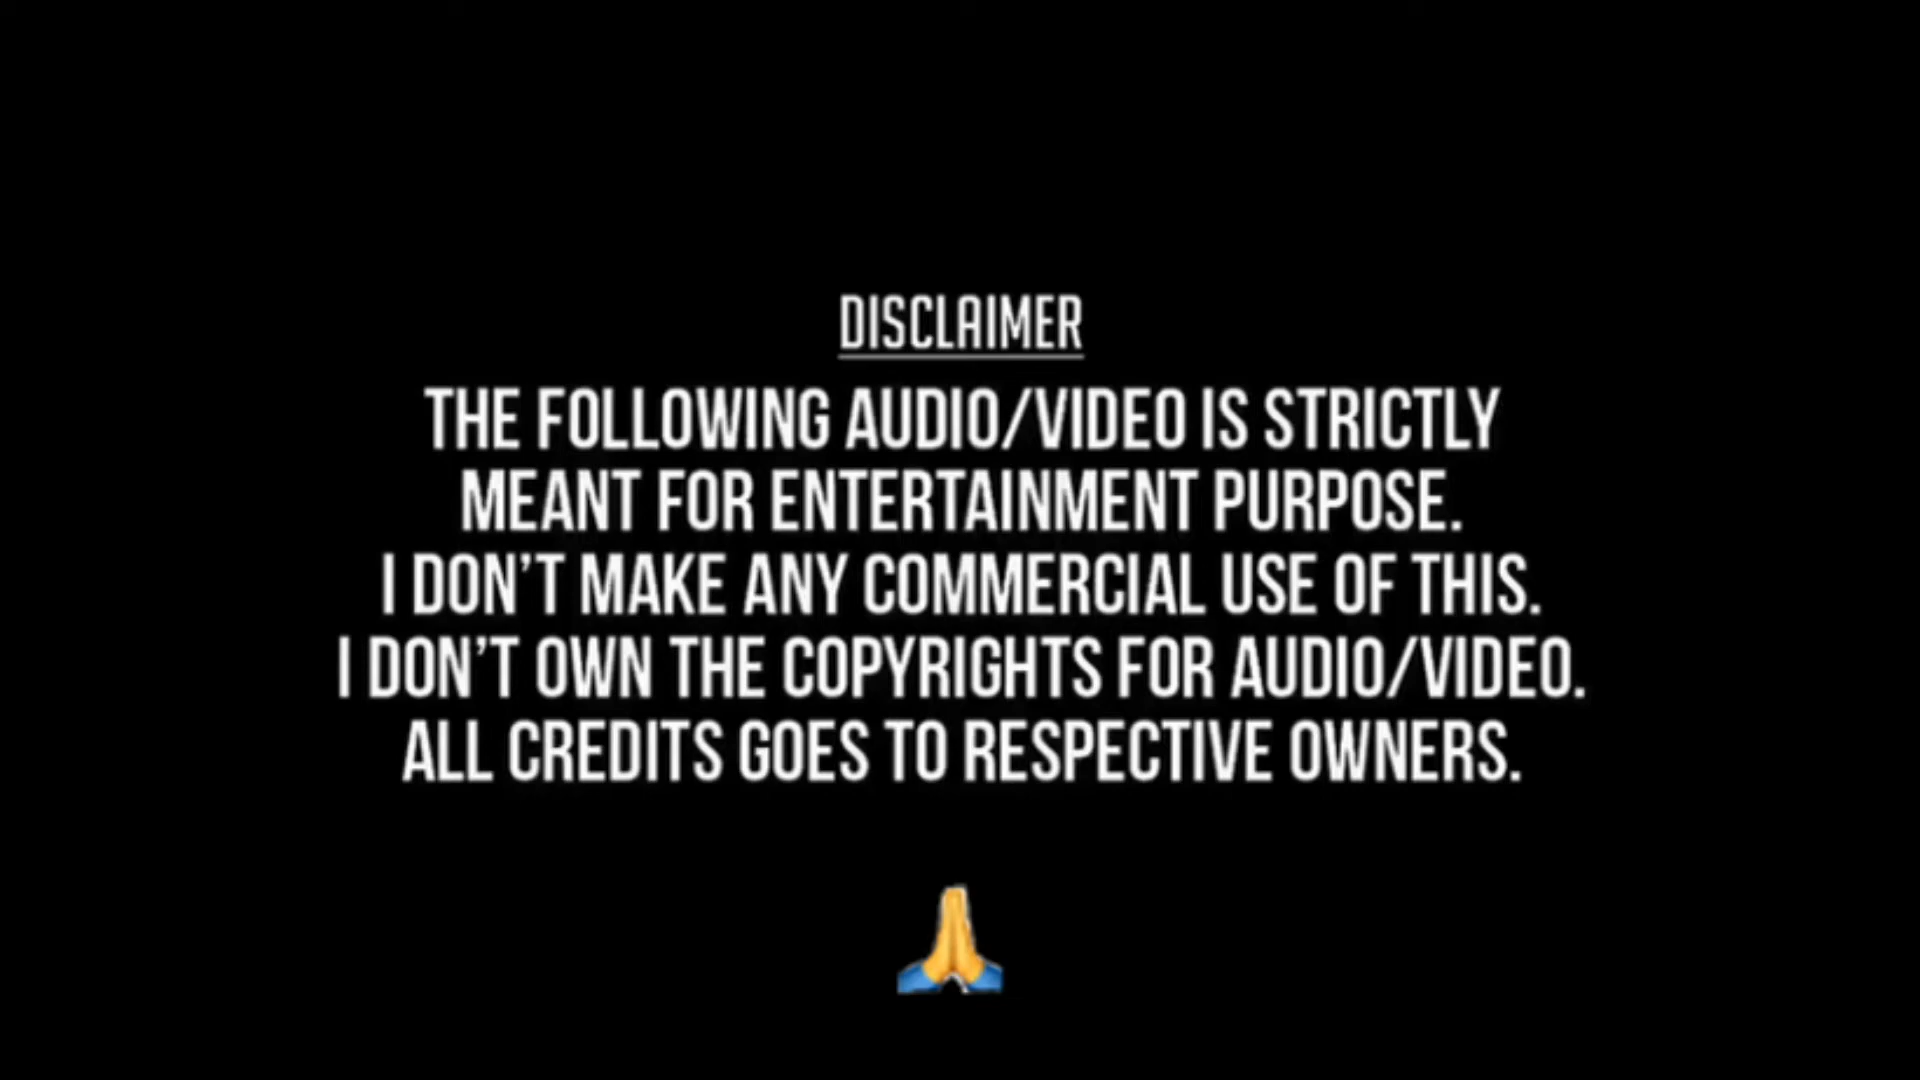 DISCLAIMER
THE FOLLOWING AUDIO/VIDEO IS STRICTLY
MEANT FOR ENTERTAINMENT PURPOSE.
I DON’T MAKE ANY COMMERCIAL USE OF THIS.
I DON’T OWN THE COPYRIGHTS FOR AUDIO/VIDEO.
ALL CREDITS GOES TO RESPECTIVE OWNERS.